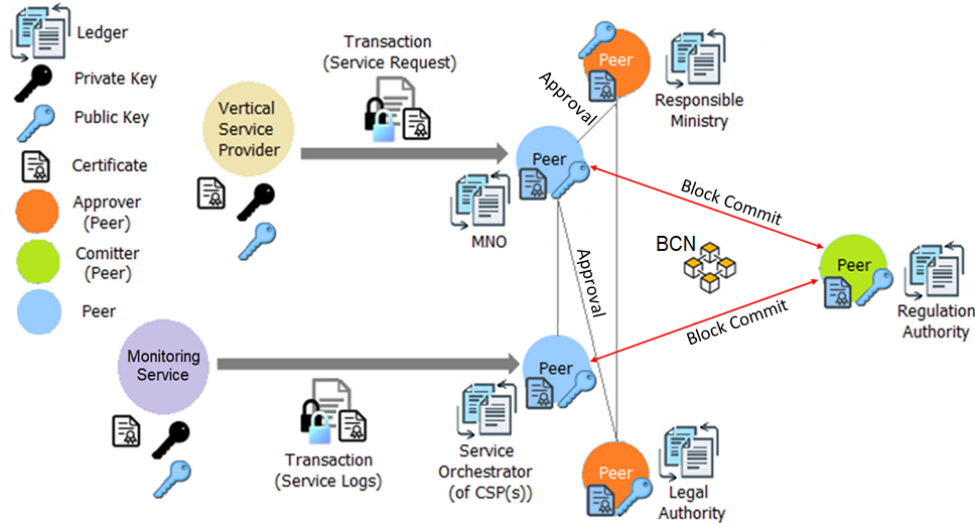 Ledger
Private Key
Public Key
Certificate
Approver
(Peer)
Comitter
(Peer)
Peer
Vertical
Service
Provider
Transaction
(Service Request)
Peer
MNO
Approval
Peer
Responsible
Ministry
Block Commit
BCN
Approval
Peer
Regulation
Authority
Block Commit
Monitoring
Service
Transaction
(Service Logs)
Peer
Service
Orchestrator
(of CSP(s))
Peer
Legal
Authority